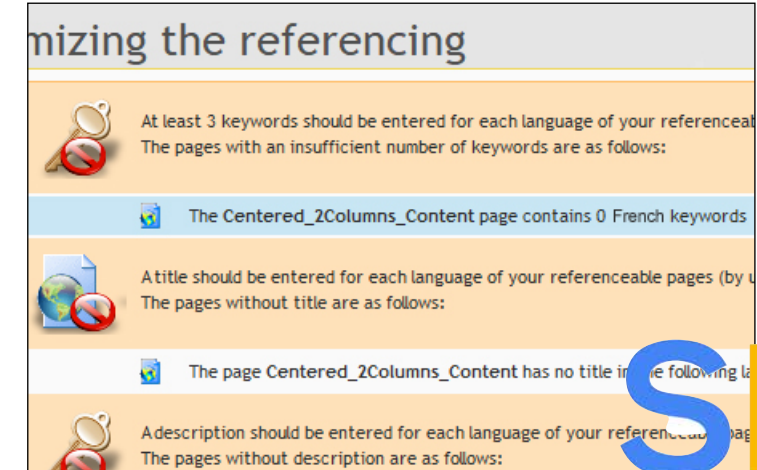 mizing the referencing
At least 3 keywords should be entered for each language of your
The pages with an insufficient number of keywords are as follows:
The Centered_2Columns_Content page contains 0 French keywords
A title should be entered for each language of your referenceable pages (by
The pages without title are as follows:
The page Centered_2Columns_Content has no title in following
A description should be entered for each language of your
The pages without description are as follows:
S